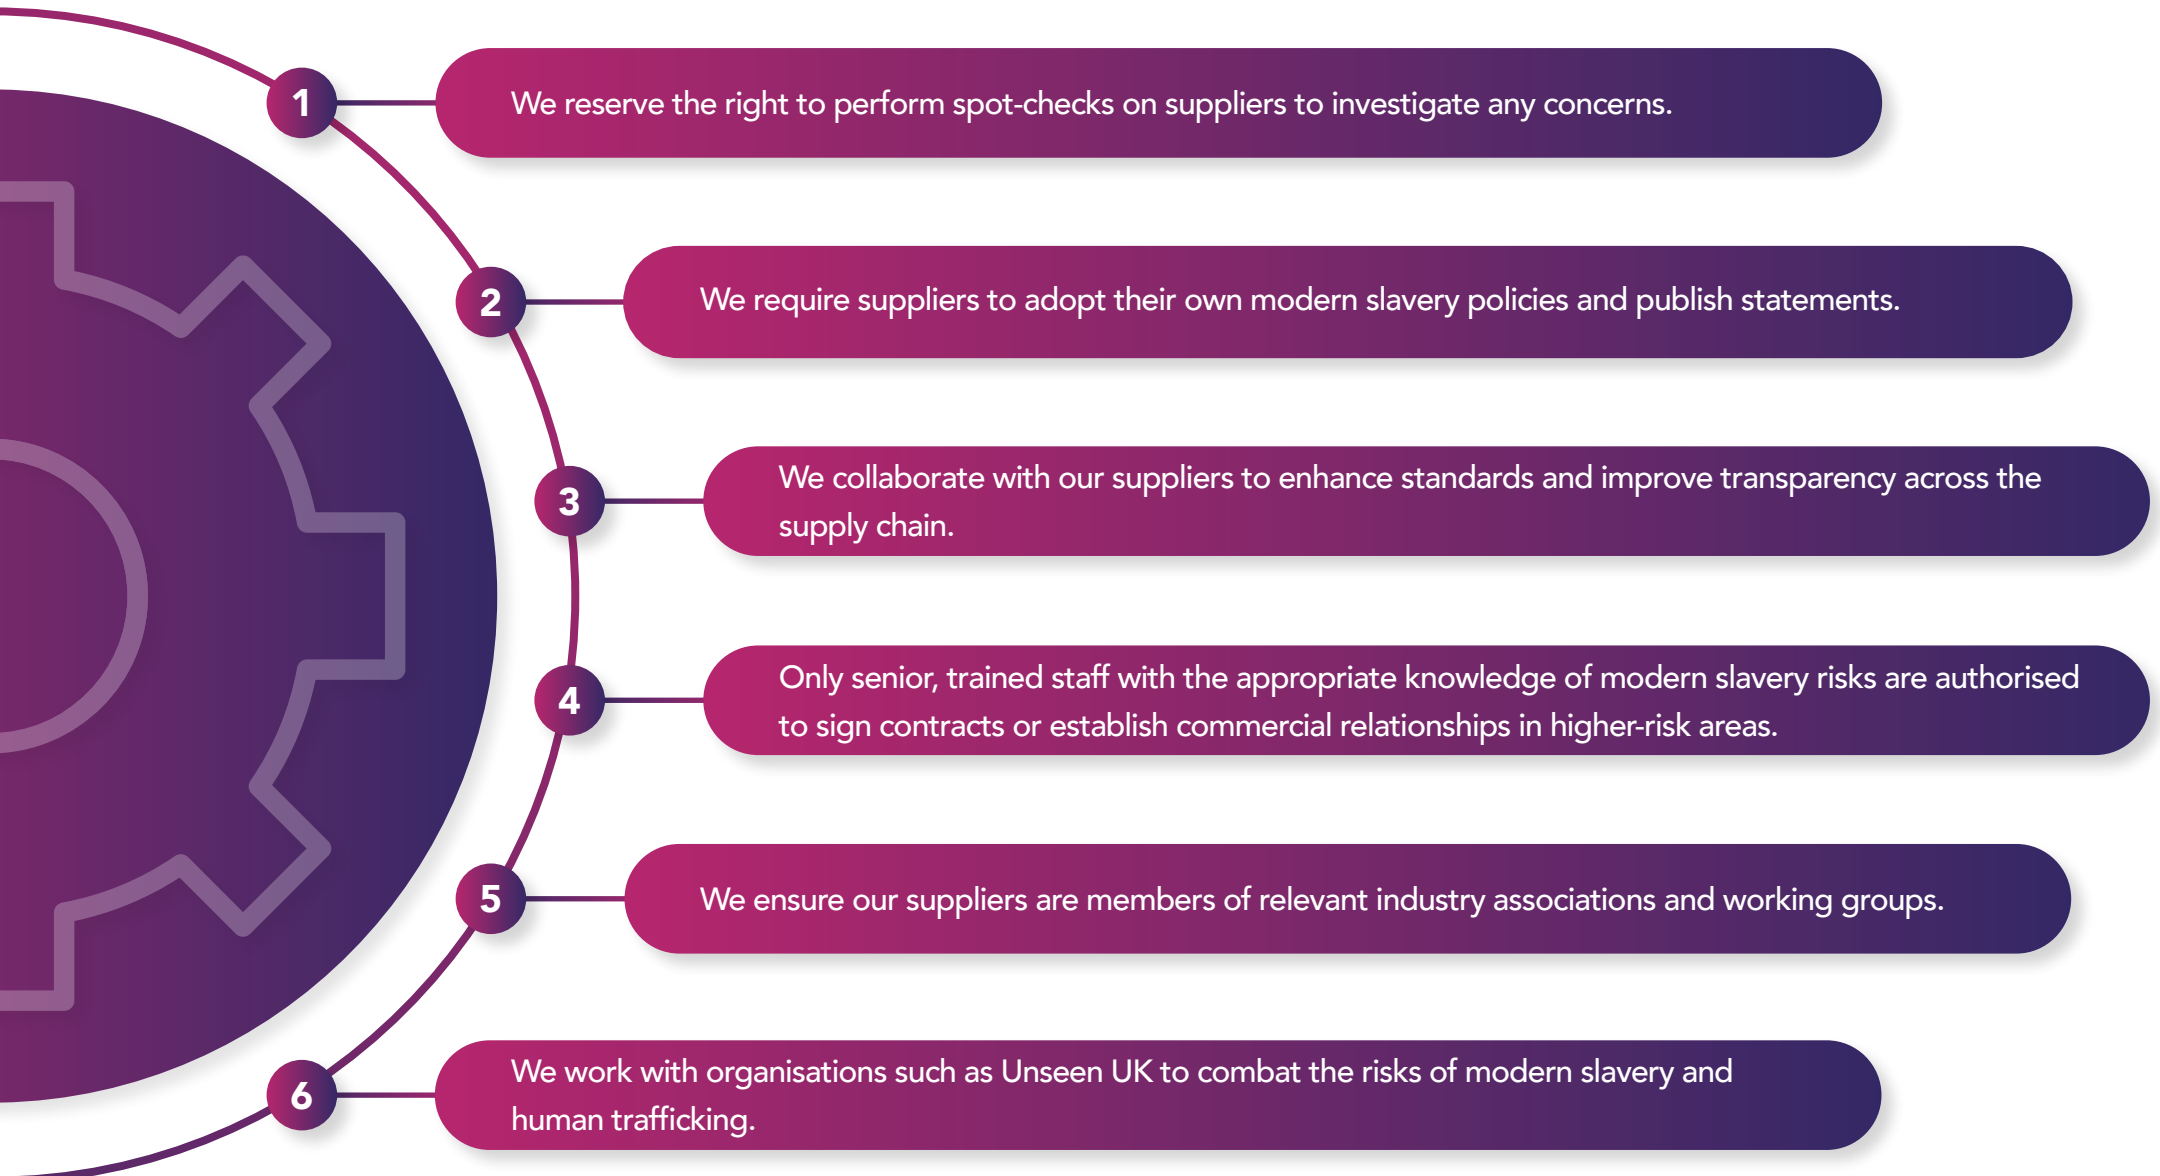 1
We reserve the right to perform spot-checks on suppliers to investigate any concerns.
2
We require suppliers to adopt their own modern slavery policies and publish statements.
3
We collaborate with our suppliers to enhance standards and improve transparency across the
supply chain.
4
Only senior, trained staff with the appropriate knowledge of modern slavery risks are authorised
to sign contracts or establish commercial relationships in higher-risk areas.
5
We ensure our suppliers are members of relevant industry associations and working groups.
6
We work with organisations such as Unseen UK to combat the risks of modern slavery and
human trafficking.